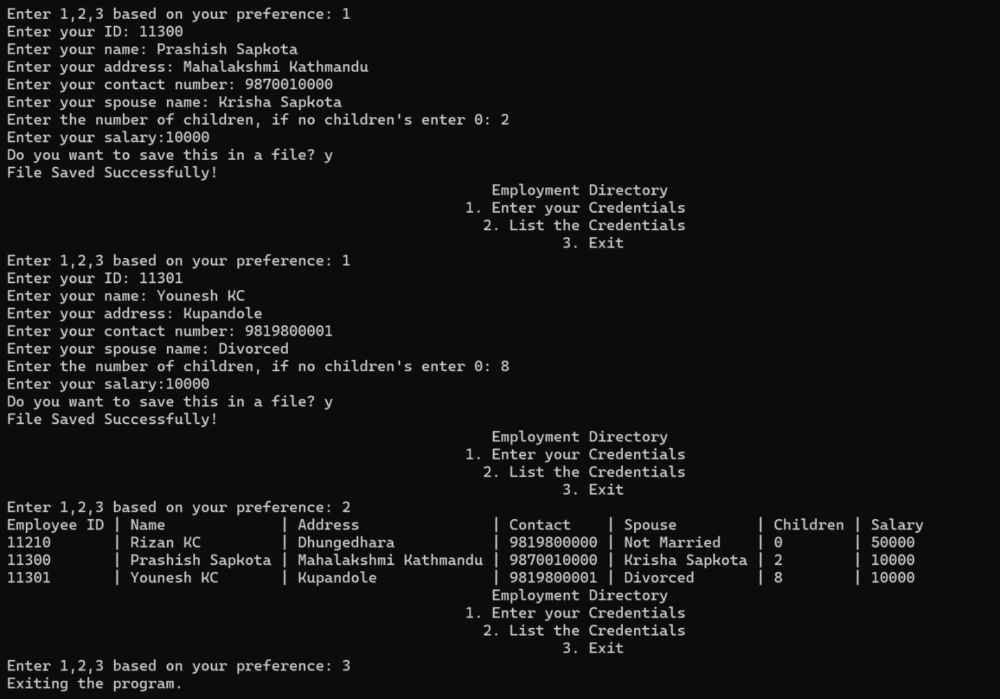 Enter 1,2,3 based on your preference: 1
Enter your ID: 11300
Enter your name: Prashish Sapkota
Enter your address: Mahalakshmi Kathmandu
Enter your contact number: 9870010000
Enter your spouse name: Krisha Sapkota
Enter the number of children, if no children's enter 0: 2
Enter your salary:10000
Do you want to save this in a file? y
File Saved Successfully!
Employment Directory
1. Enter your Credentials
2. List the Credentials
3. Exit
Enter 1,2,3 based on your preference: 1
Enter your ID: 11301
Enter your name: Younesh KC
Enter your address: Kupandole
Enter your contact number: 9819800001
Enter your spouse name: Divorced
Enter the number of children, if no children's enter 0: 8
Enter your salary:10000
Do you want to save this in a file? y
File Saved Successfully!
Employment Directory
1. Enter your Credentials
2. List the Credentials
3. Exit
Enter 1,2,3 based on your preference: 2
Employee ID | Name             | Address               | Contact    | Spouse         | Children | Salary
11210       | Rizan KC         | Dhungedhara           | 9819800000 | Not Married    | 0        | 50000
11300       | Prashish Sapkota | Mahalakshmi Kathmandu | 9870010000 | Krisha Sapkota | 2        | 10000
11301       | Younesh KC       | Kupandole             | 9819800001 | Divorced       | 8        | 10000
Employment Directory
1. Enter your Credentials
2. List the Credentials
3. Exit
Enter 1,2,3 based on your preference: 3
Exiting the program.